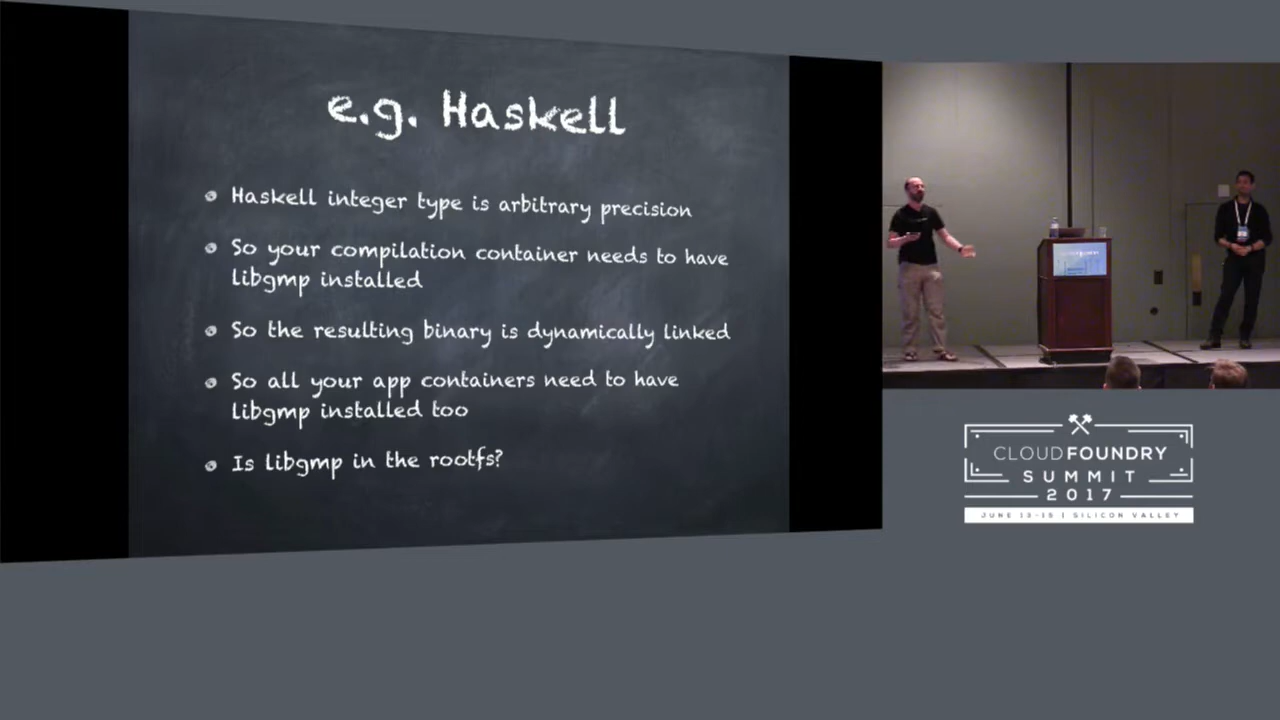 e.g. Haskell
Haskell integer type is arbitrary precision
So your compilation container needs to have
libgmp installed
So the resulting binary is dynamically linked
So all your app containers need to have
libgmp installed too
Is libgmp in the rootfs?
CLOUDFOUNDRY
SUMMIT
2017
JUNE 13-15 | SILICON VALLEY